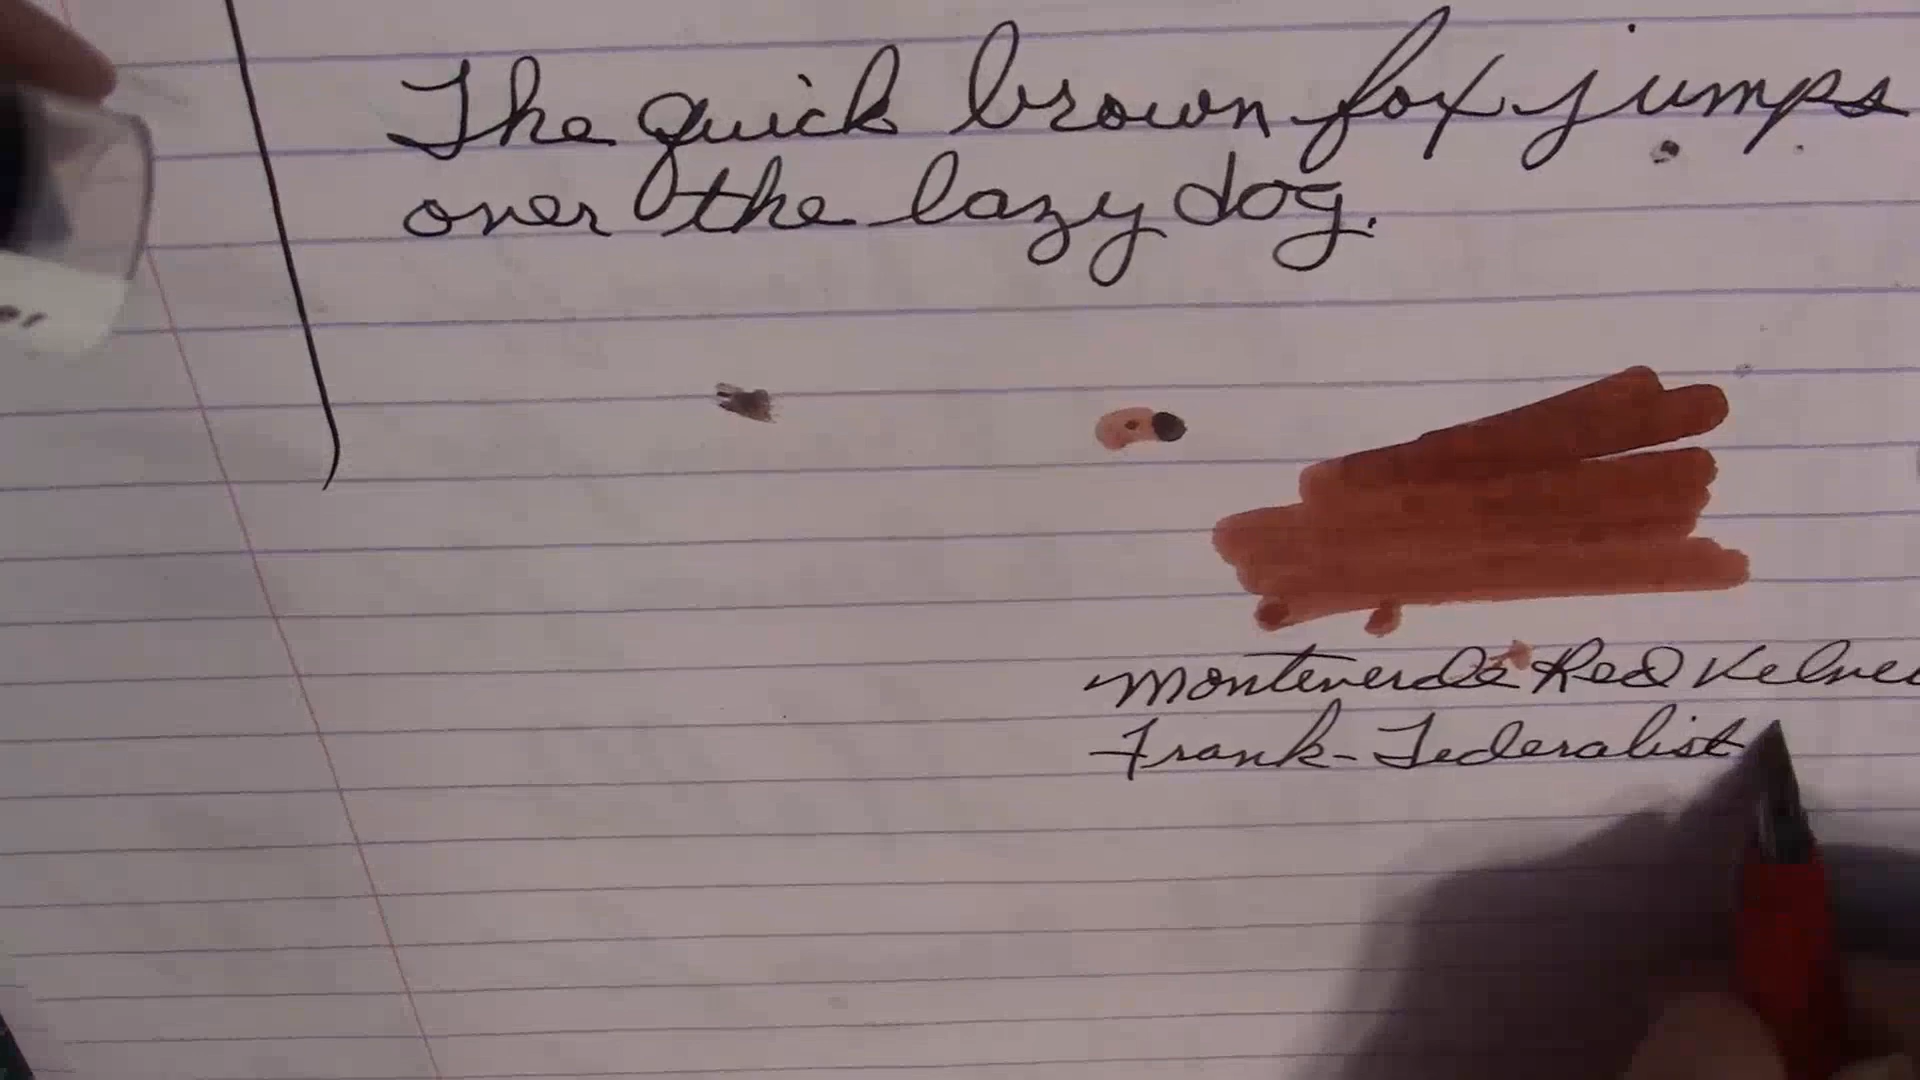 The quick brown fox jumps
over the lazy dog.
Monteverde Red Velvet
Frank-Federalist